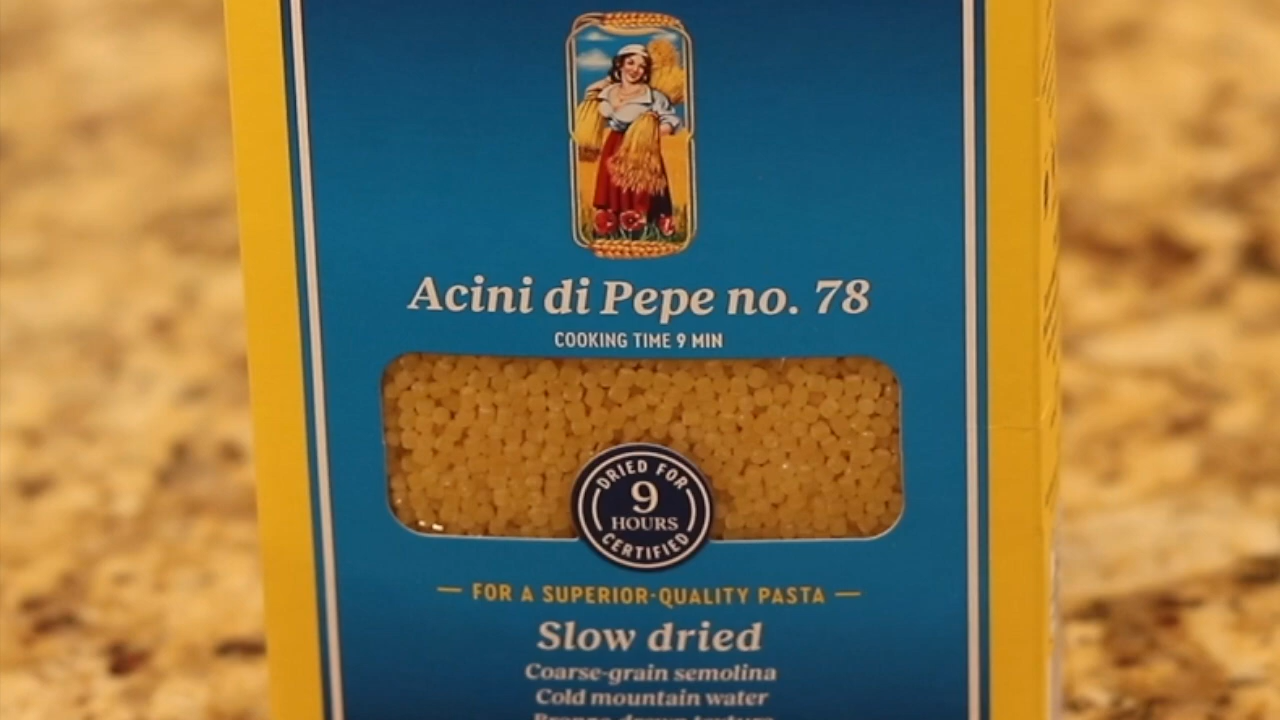 Acini di Pepe no. 78
COOKING TIME 9 MIN
DRIED FOR
9
HOURS
CERTIFIED
— FOR A SUPERIOR-QUALITY PASTA —
Slow dried
Coarse-grain semolina
Cold mountain water